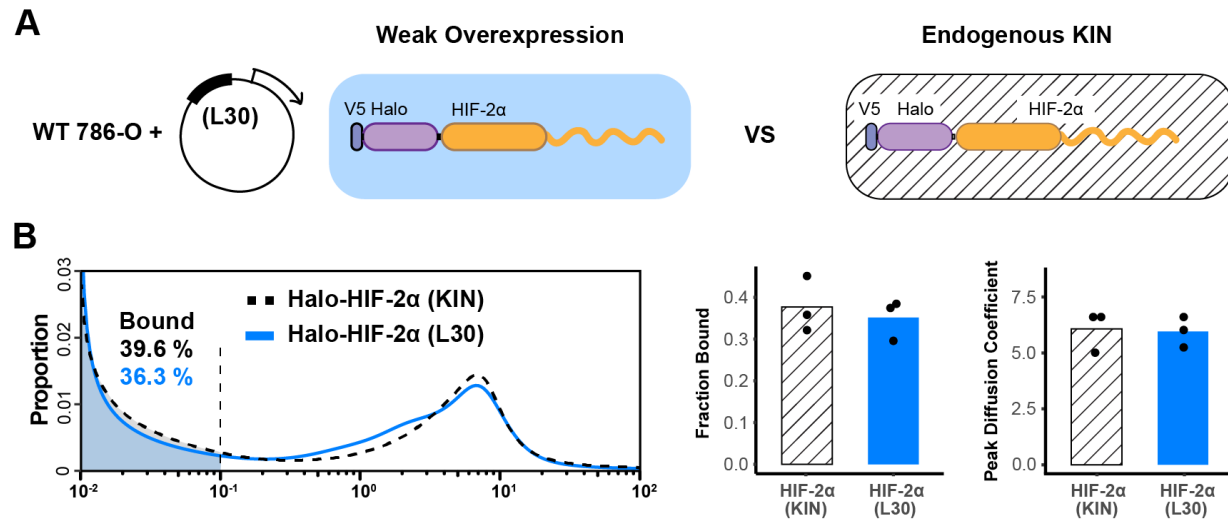 A
Weak Overexpression
Endogenous KIN
WT 786-O +
(L30)
V5 Halo
HIF-2α
VS
V5
Halo
HIF-2α
B
Proportion
0
0.01
0.02
0.03
Bound
39.6 %
36.3 %
Halo-HIF-2α (KIN)
Halo-HIF-2α (L30)
10-2
10-1
100
101
102
Fraction Bound
0.4
0.3
0.2
0.1
0.0
HIF-2α
(KIN)
HIF-2α
(L30)
Peak Diffusion Coefficient
7.5
5.0
2.5
0.0
HIF-2α
(KIN)
HIF-2α
(L30)